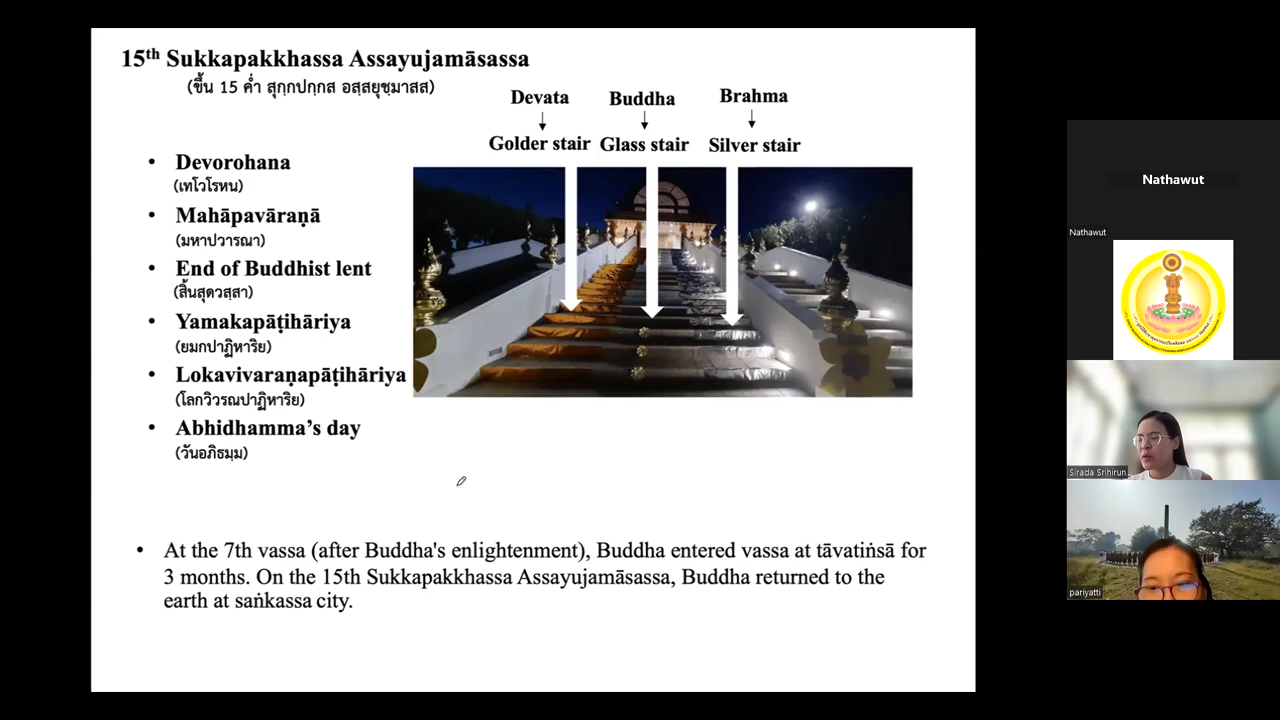 15th Sukkapakkhassa Assayujamāsassa
(ขึ้น 15 ค่ำ สุกฺกปกฺกส อสฺสยุชฺมาสส)
Devata Buddha Brahma
Golder stair Glass stair Silver stair
• Devorohana
(เทโวโรหน)
• Mahāpavāraṇā
(มหาปวารณา)
• End of Buddhist lent
(สิ้นสุดวสฺสา)
• Yamakapāṭihāriya
(ยมกปาฏิหาริย)
• Lokavivaraṇapāṭihāriya
(โลกวิวรณปาฏิหาริย)
• Abhidhamma’s day
(วันอภิธมฺม)
• At the 7th vassa (after Buddha's enlightenment), Buddha entered vassa at tāvatiṅsā for
3 months. On the 15th Sukkapakkhassa Assayujamāsassa, Buddha returned to the
earth at saṅkassa city.
Nathawut
Nathawut
Sirada Srihirun
pariyatti